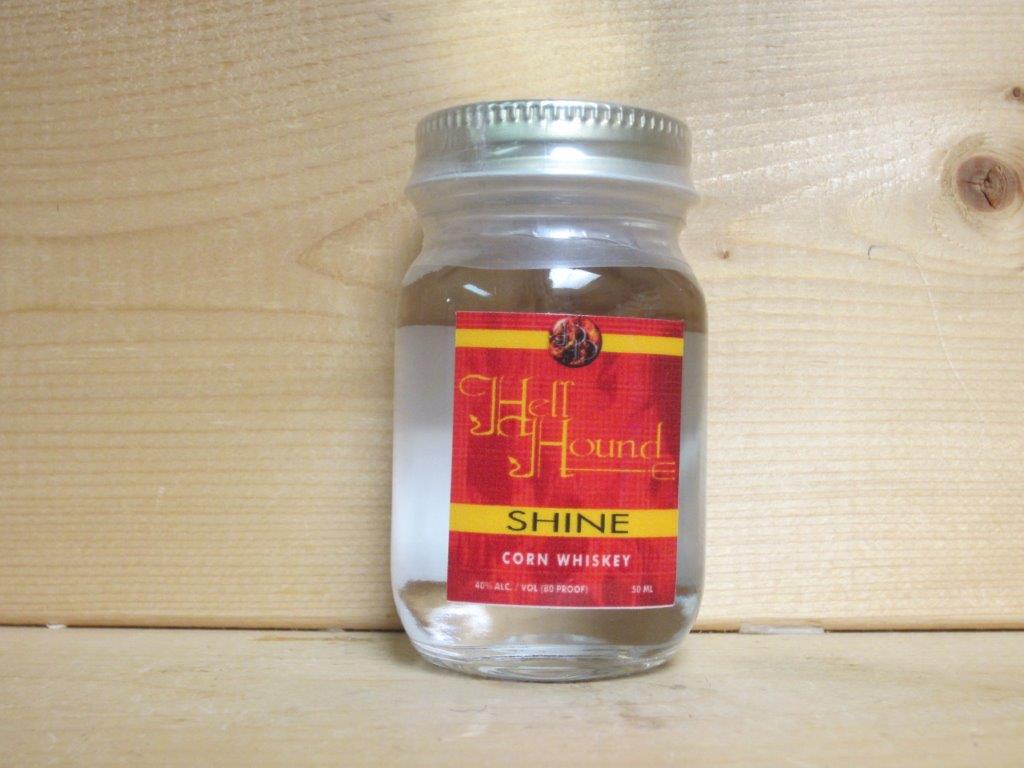 Hell
Hound
SHINE
CORN WHISKEY
40% ALC. / VOL (80 PROOF) 50 ML